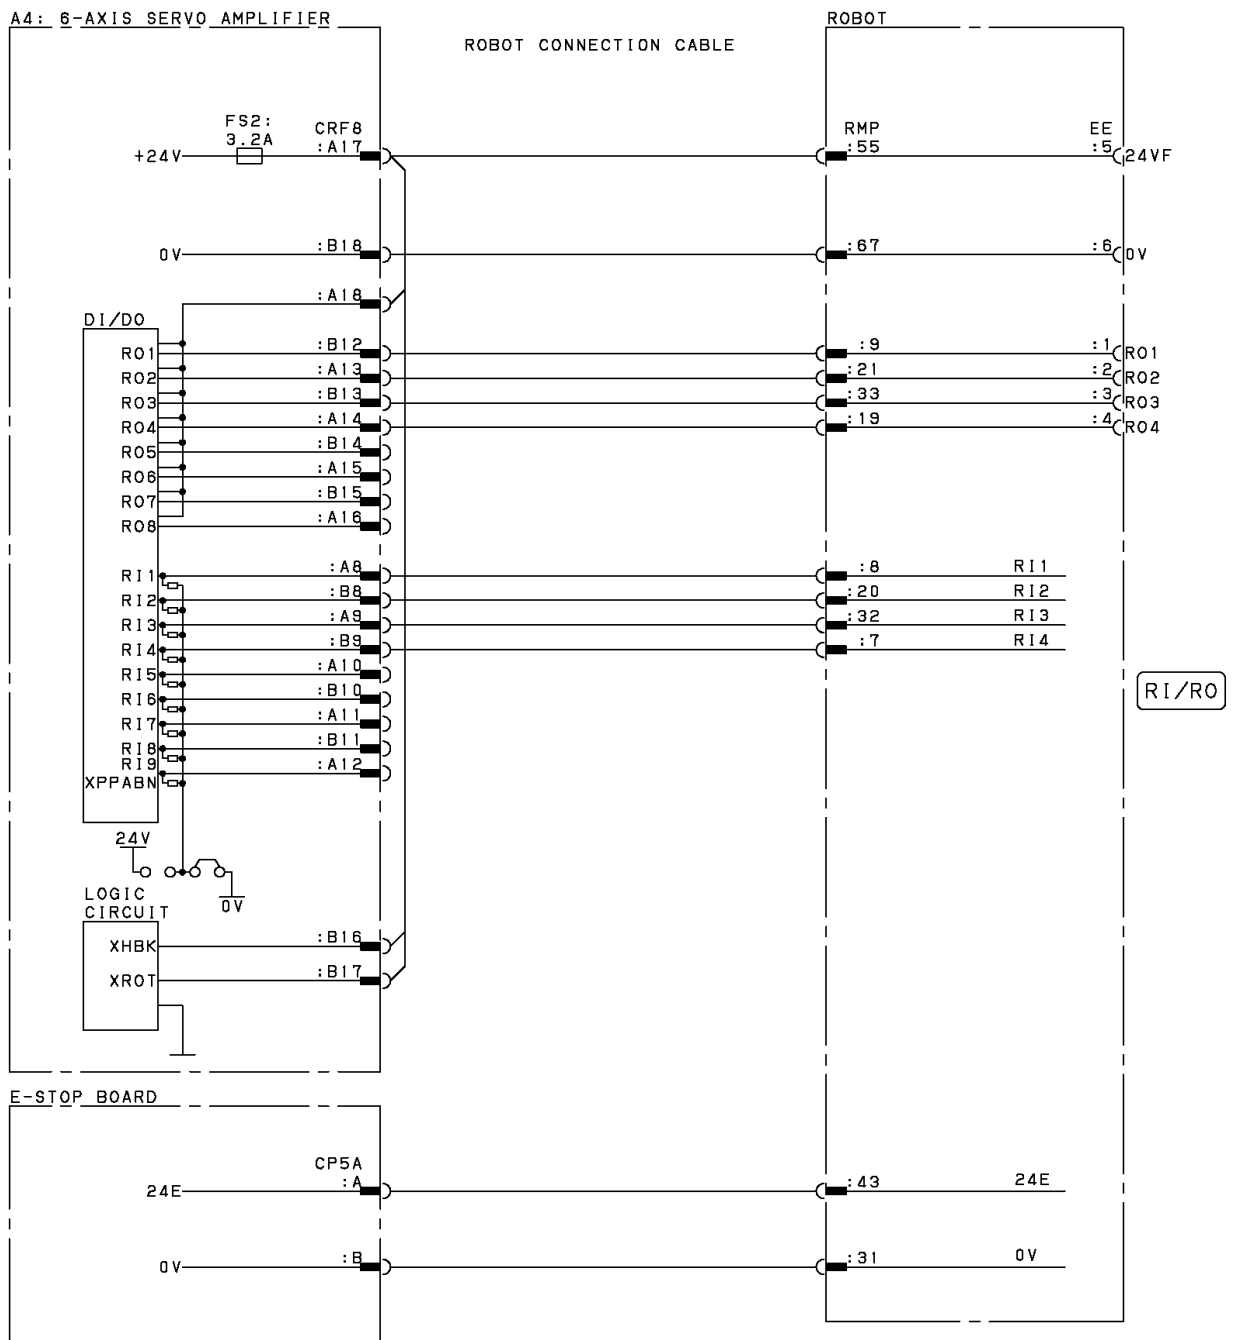 A4: 6-AXIS SERVO AMPLIFIER
ROBOT
ROBOT CONNECTION CABLE
FS2:
3.2A
CRF8
RMP
EE
+24V
:A17
:55
:5
24VF
0V
:B18
:67
:6
0V
:A18
DI/DO
RO1
:B12
:9
:1
RO1
RO2
:A13
:21
:2
RO2
RO3
:B13
:33
:3
RO3
RO4
:A14
:19
:4
RO4
RO5
:B14
RO6
:A15
RO7
:B15
RO8
:A16
RI1
:A8
:8
RI1
RI2
:B8
:20
RI2
RI3
:A9
:32
RI3
RI4
:B9
:7
RI4
RI5
:A10
RI6
:B10
RI7
:A11
RI8
:B11
RI9
XPPABN
:A12
RI/RO
24V
0V
LOGIC
CIRCUIT
XHBK
:B16
XROT
:B17
E-STOP BOARD
CP5A
24E
:A
:43
24E
0V
:B
:31
0V